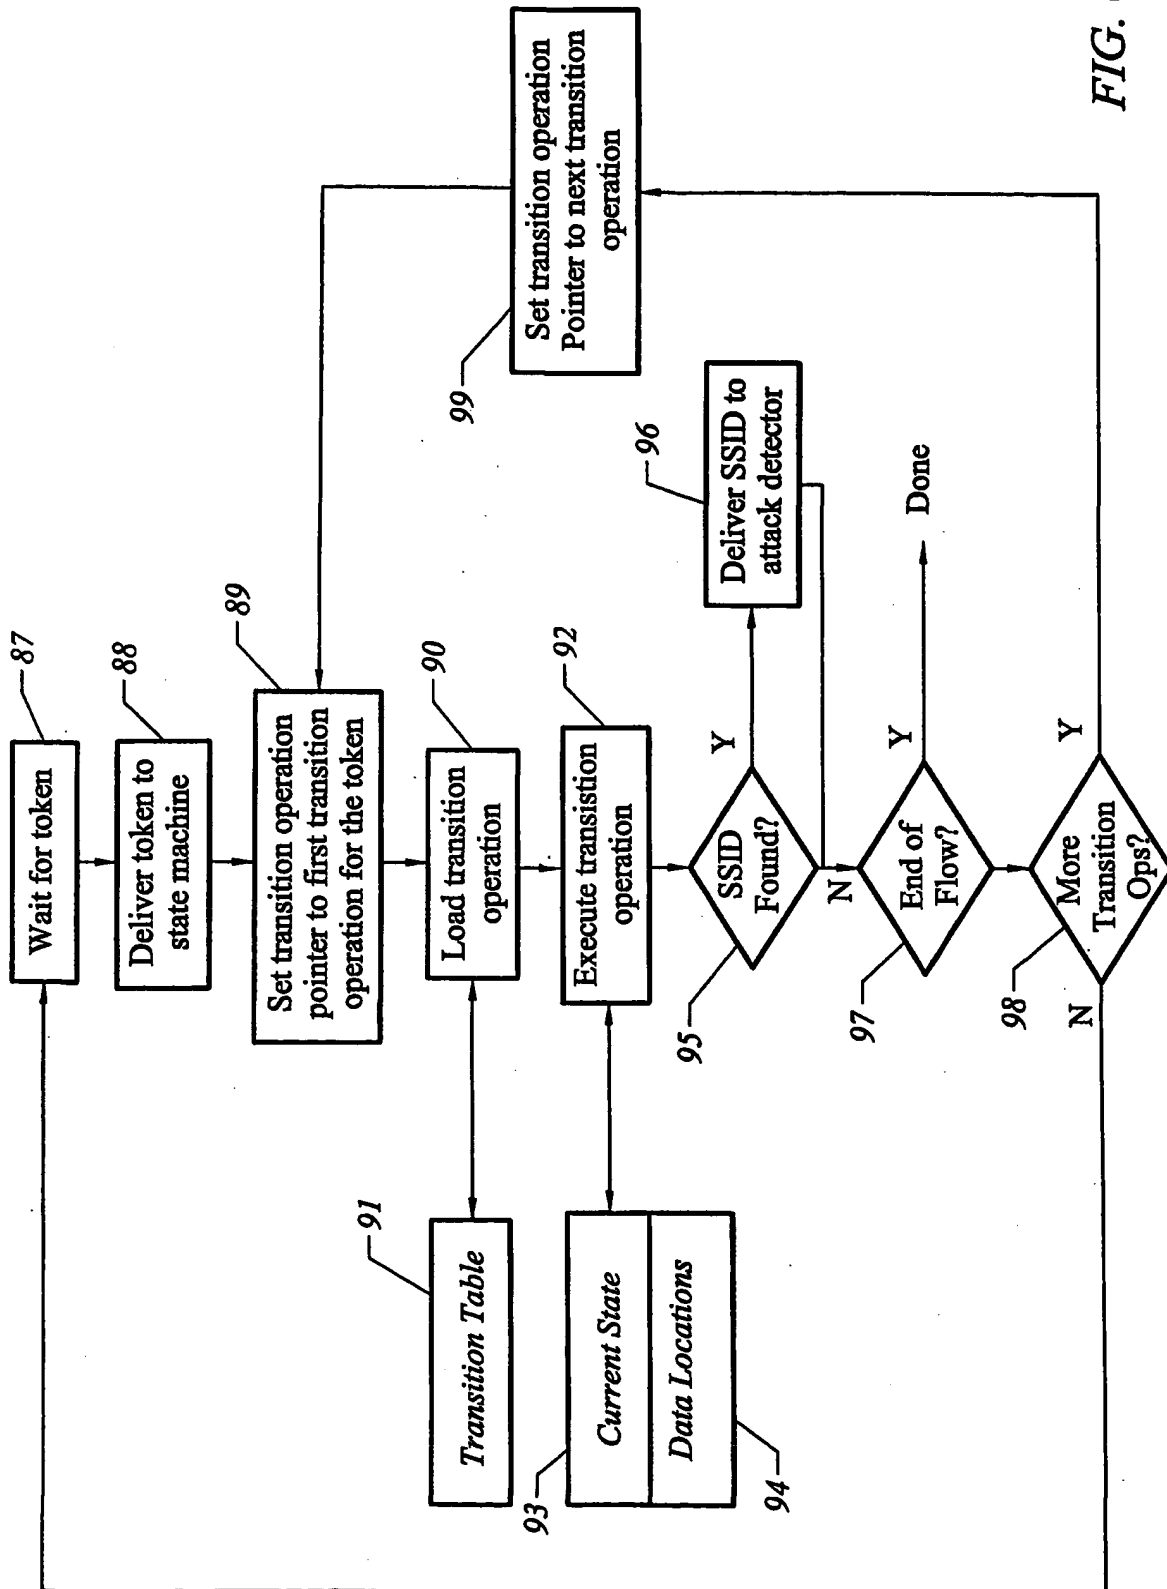 87
Wait for token
88
Deliver token to
state machine
89
Set transition operation
pointer to first transition
operation for the token
90
Load transition
operation
91
Transition Table
92
Execute transistion
operation
93
Current State
Data Locations
94
95
SSID
Found?
Y
N
96
Deliver SSID to
attack detector
97
End of
Flow?
Y
Done
98
More
Transition
Ops?
Y
N
99
Set transition operation
Pointer to next transition
operation
FIG.